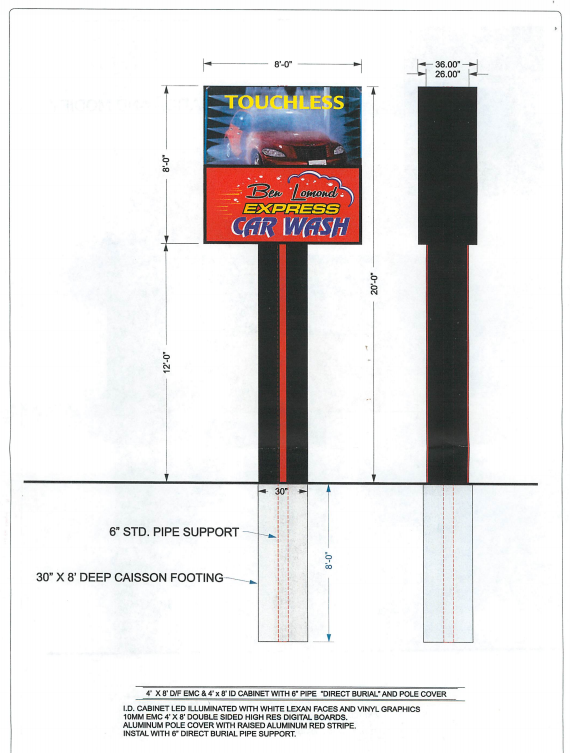 8'-0"
36.00"
26.00"
TOUCHLESS
8'-0"
Ben Lomond
EXPRESS
CAR WASH
20'-0"
12'-0"
30"
8'-0"
6" STD. PIPE SUPPORT
30" X 8' DEEP CAISSON FOOTING
4' X 8' D/F EMC & 4' x 8' ID CABINET WITH 6" PIPE "DIRECT BURIAL" AND POLE COVER
I.D. CABINET LED ILLUMINATED WITH WHITE LEXAN FACES AND VINYL GRAPHICS
10MM EMC 4' X 8' DOUBLE SIDED HIGH RES DIGITAL BOARDS.
ALUMINUM POLE COVER WITH RAISED ALUMINUM RED STRIPE.
INSTAL WITH 6" DIRECT BURIAL PIPE SUPPORT.